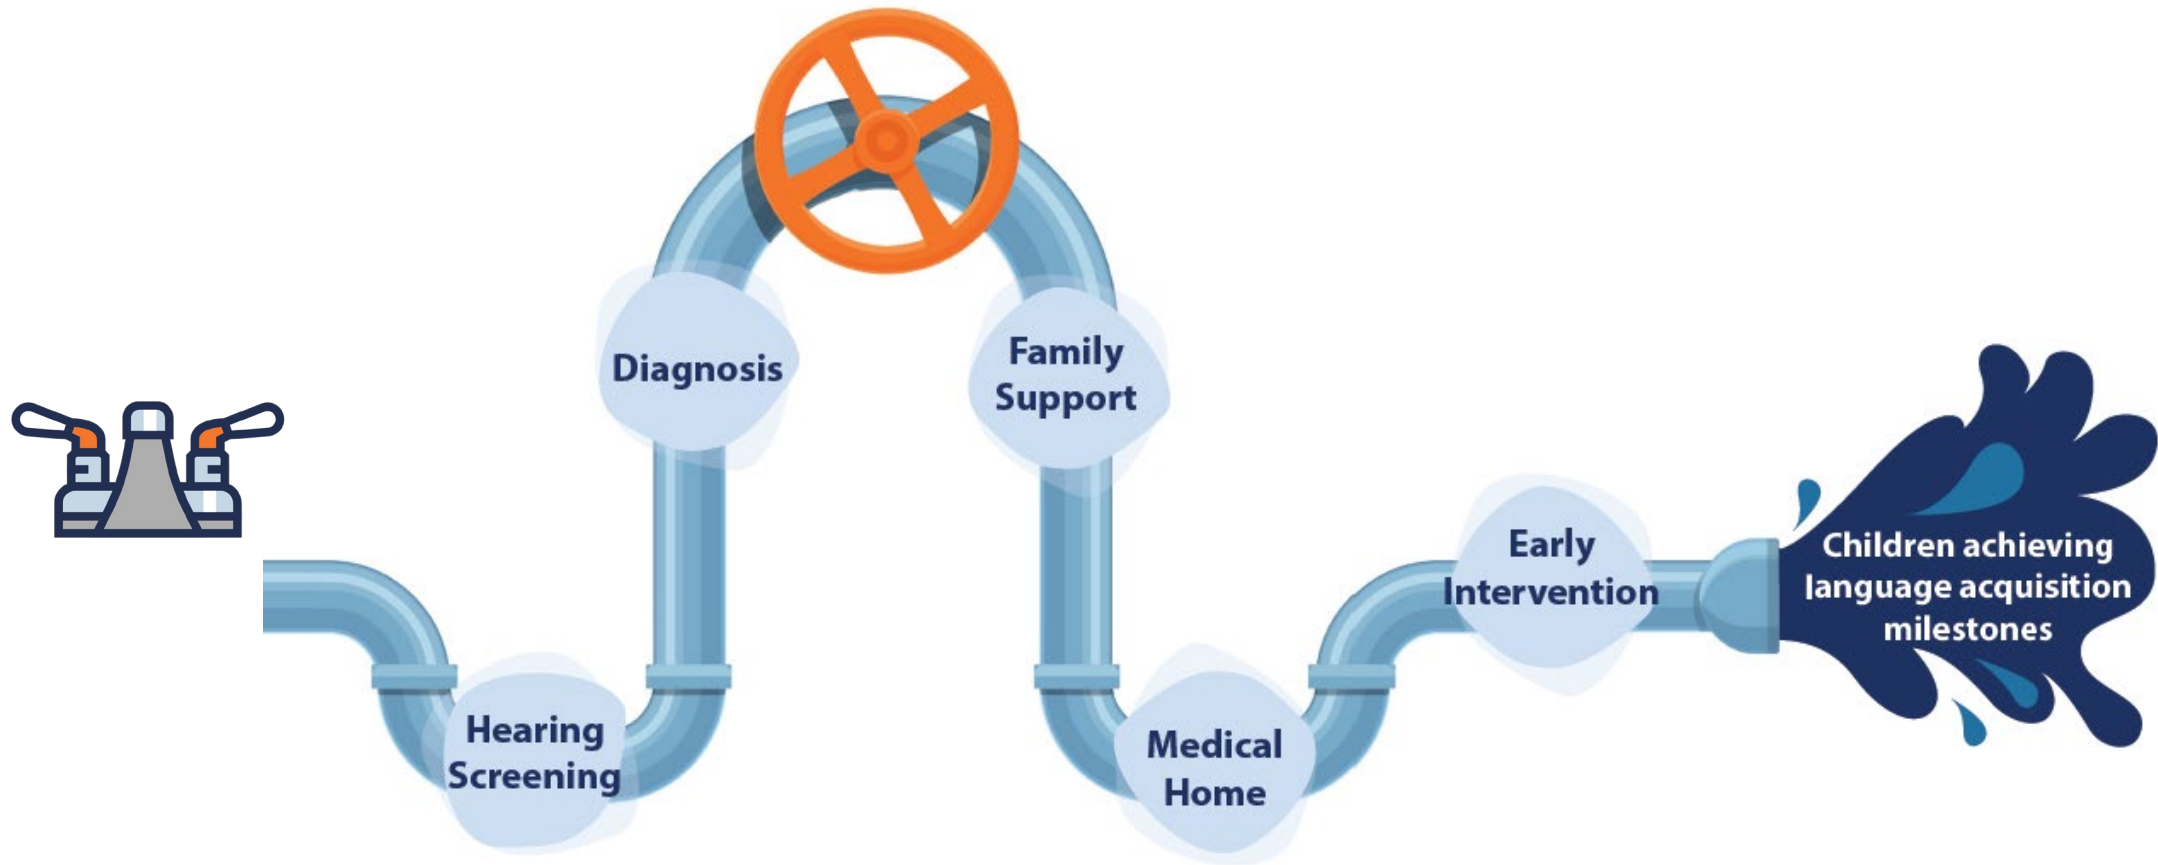 Hearing
Screening
Diagnosis
Family
Support
Medical
Home
Early
Intervention
Children achieving
language acquisition
milestones